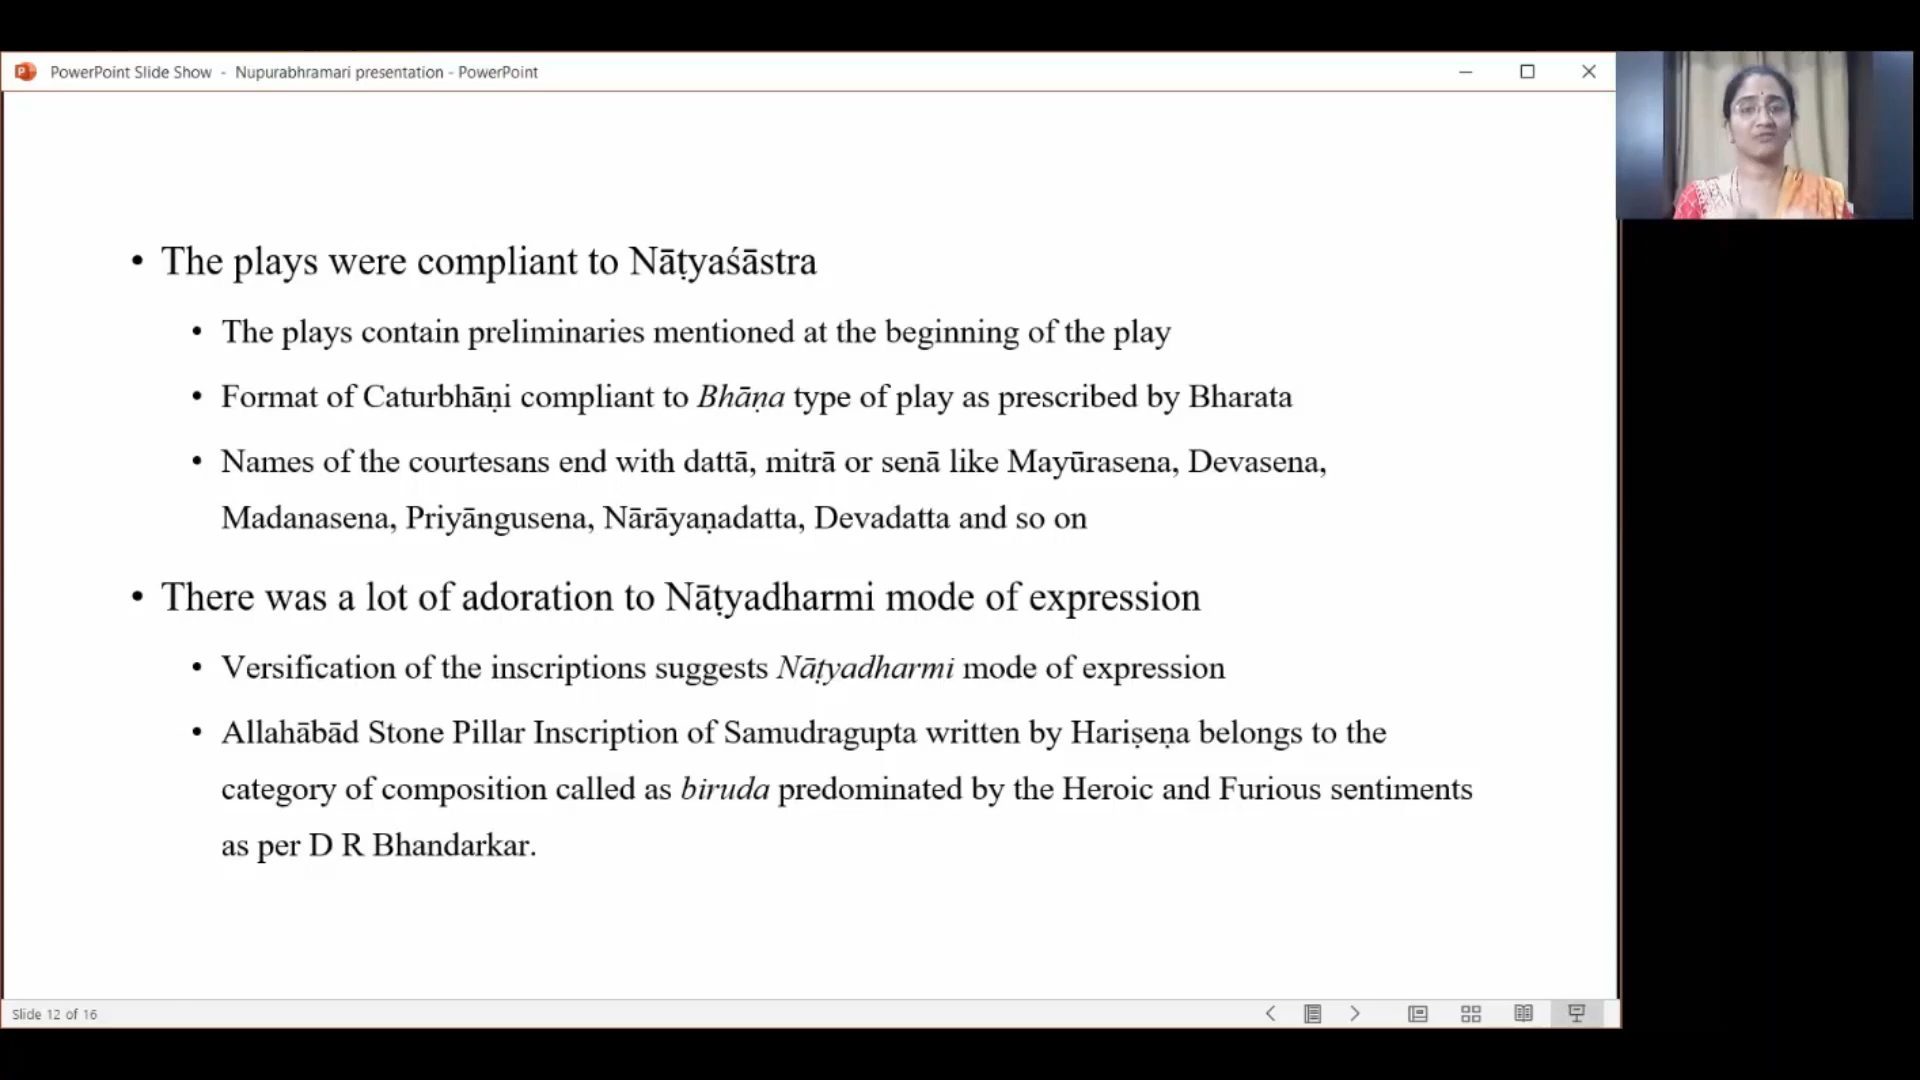 PowerPoint Slide Show - Nupurabhramari presentation - PowerPoint
• The plays were compliant to Nāṭyaśāstra
• The plays contain preliminaries mentioned at the beginning of the play
• Format of Caturbhāṇi compliant to Bhāṇa type of play as prescribed by Bharata
• Names of the courtesans end with dattā, mitrā or senā like Mayūrasena, Devasena,
Madanasena, Priyāngusena, Nārāyaṇadatta, Devadatta and so on
• There was a lot of adoration to Nāṭyadharmi mode of expression
• Versification of the inscriptions suggests Nāṭyadharmi mode of expression
• Allahābād Stone Pillar Inscription of Samudragupta written by Hariṣeṇa belongs to the
category of composition called as biruda predominated by the Heroic and Furious sentiments
as per D R Bhandarkar.
Slide 12 of 16